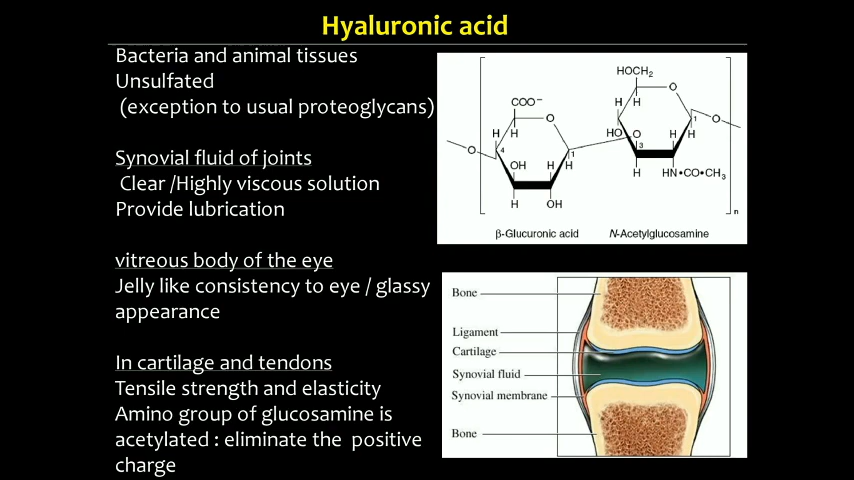 Hyaluronic acid
Bacteria and animal tissues
Unsulfated
(exception to usual proteoglycans)
Synovial fluid of joints
Clear /Highly viscous solution
Provide lubrication
vitreous body of the eye
Jelly like consistency to eye / glassy
appearance
In cartilage and tendons
Tensile strength and elasticity
Amino group of glucosamine is
acetylated : eliminate the positive
charge
HOCH₂
COO⁻
O
O
H
H
H
H
HO
O
1
O
H
H
O
4
3
H
H
OH
H
H
1
H
HN•CO•CH₃
H
OH
n
β-Glucuronic acid
N-Acetylglucosamine
Bone
Ligament
Cartilage
Synovial fluid
Synovial membrane
Bone